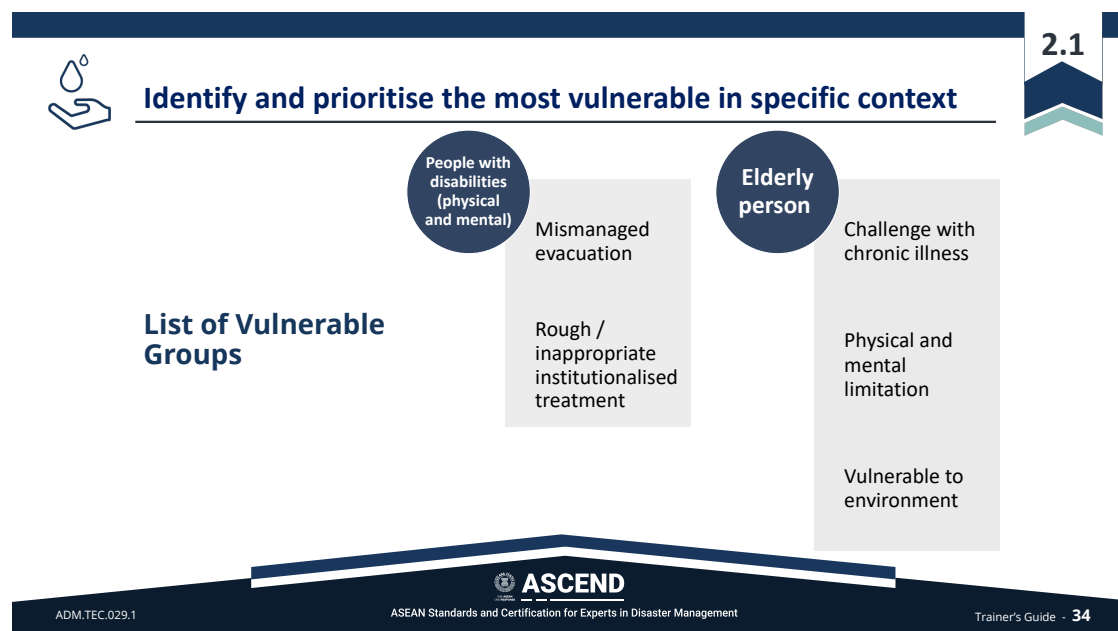 2.1
Identify and prioritise the most vulnerable in specific context
List of Vulnerable
Groups
People with
disabilities
(physical
and mental)
Mismanaged
evacuation
Rough /
inappropriate
institutionalised
treatment
Elderly
person
Challenge with
chronic illness
Physical and
mental
limitation
Vulnerable to
environment
ASCEND
ASEAN Standards and Certification for Experts in Disaster Management
ADM.TEC.029.1
Trainer's Guide - 34